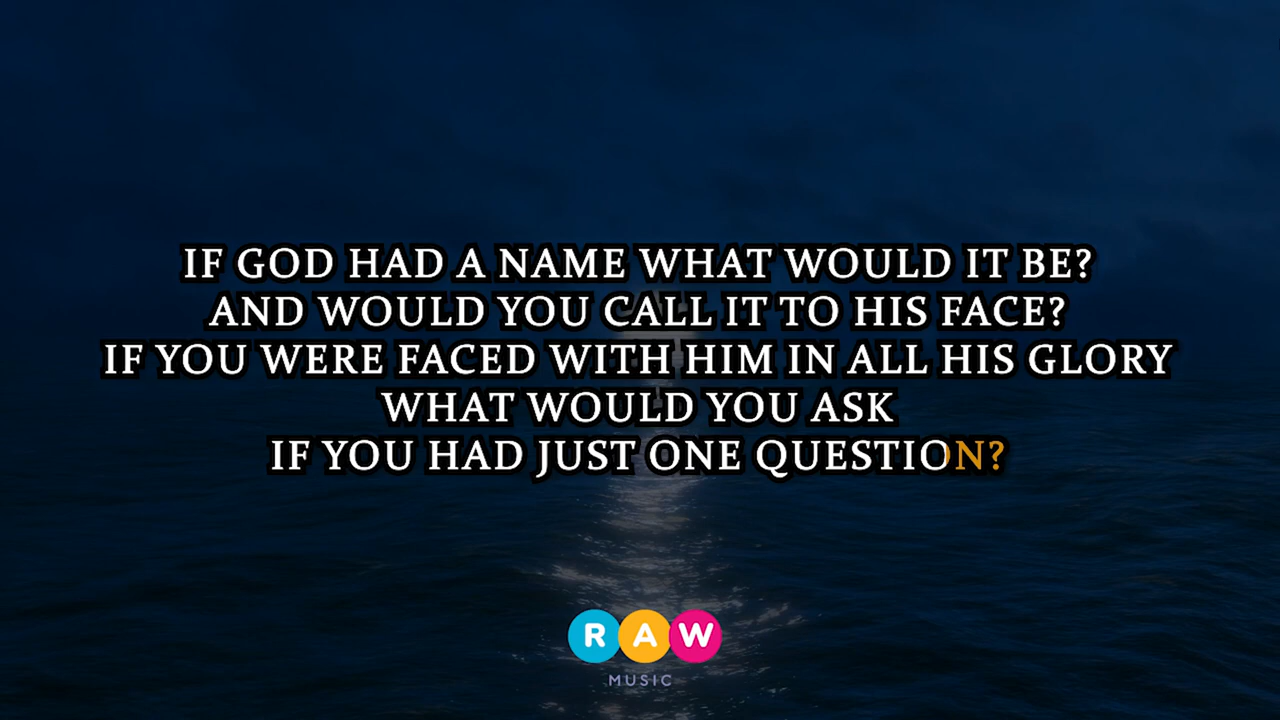 IF GOD HAD A NAME WHAT WOULD IT BE?
AND WOULD YOU CALL IT TO HIS FACE?
IF YOU WERE FACED WITH HIM IN ALL HIS GLORY
WHAT WOULD YOU ASK
IF YOU HAD JUST ONE QUESTION?
RAW
MUSIC